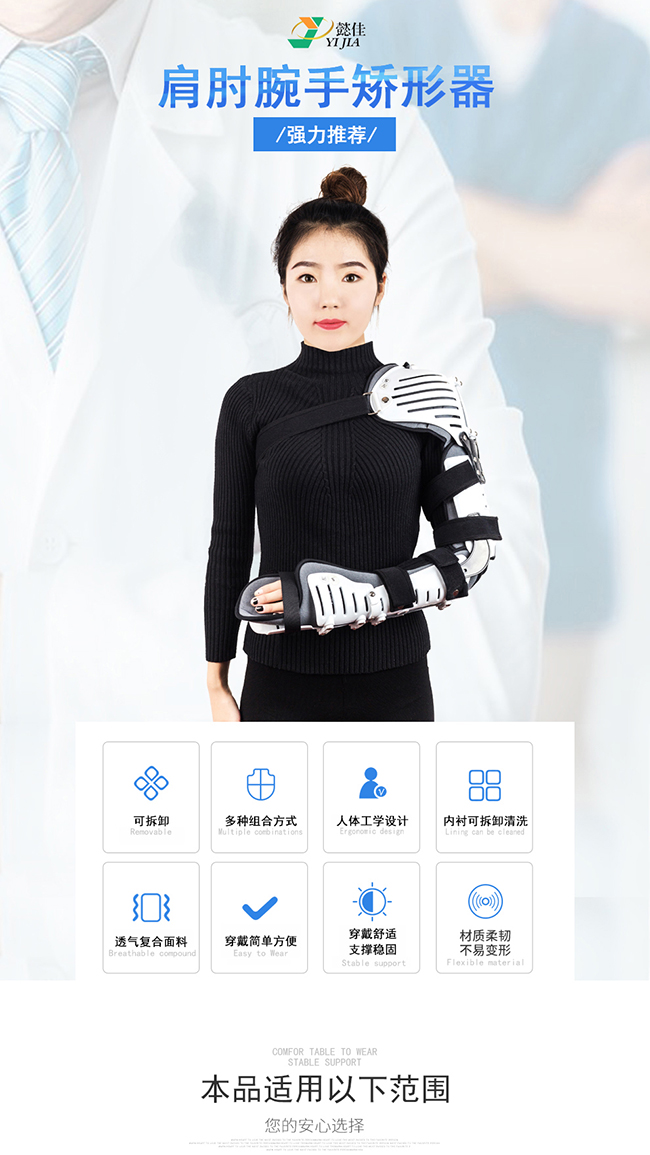 懿佳
YI JIA
肩肘腕手矫形器
/强力推荐/
可拆卸
Removable
多种组合方式
Multiple combinations
人体工学设计
Ergonomic design
内衬可拆卸清洗
Lining can be cleaned
透气复合面料
Breathable compound
穿戴简单方便
Easy to Wear
穿戴舒适
支撑稳固
Stable support
材质柔韧
不易变形
Flexible material
COMFOR TABLE TO WEAR
STABLE SUPPORT
本品适用以下范围
您的安心选择